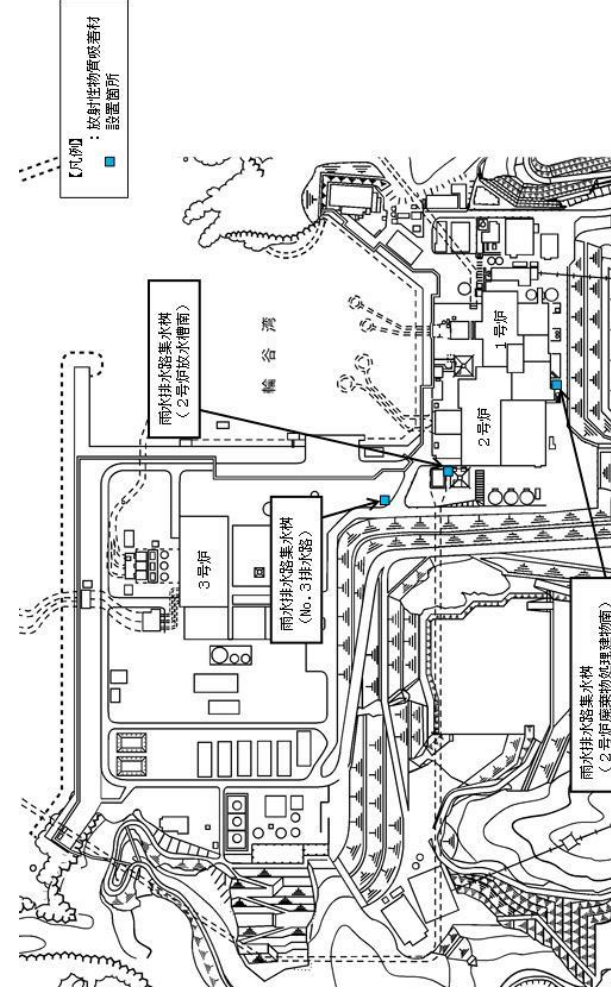 【凡例】
：放射性物質吸着材
設置箇所
雨水排水路集水桝
（２号炉放水槽南）
輪谷湾
１号炉
２号炉
３号炉
雨水排水路集水桝
（No.３排水路）
雨水排水路集水桝
（２号炉廃棄物処理建物南）